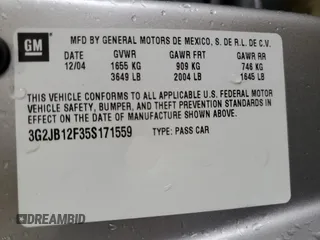 GM
MFD BY GENERAL MOTORS DE MEXICO, S. DE R.L. DE C.V.
12/04 GVWR GAWR FRT GAWR RR
1655 KG 909 KG 746 KG
3649 LB 2004 LB 1645 LB
THIS VEHICLE CONFORMS TO ALL APPLICABLE U.S. FEDERAL MOTOR
VEHICLE SAFETY, BUMPER, AND THEFT PREVENTION STANDARDS
IN EFFECT ON THE DATE OF MANUFACTURE SHOWN ABOVE.
3G2JB12F35S171559 TYPE: PASS CAR
DREAMBID